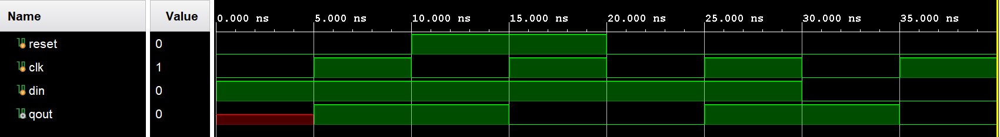 Name Value 0.000 ns 5.000 ns 10.000 ns 15.000 ns 20.000 ns 25.000 ns 30.000 ns 35.000 ns
reset 0
clk 1
din 0
qout 0